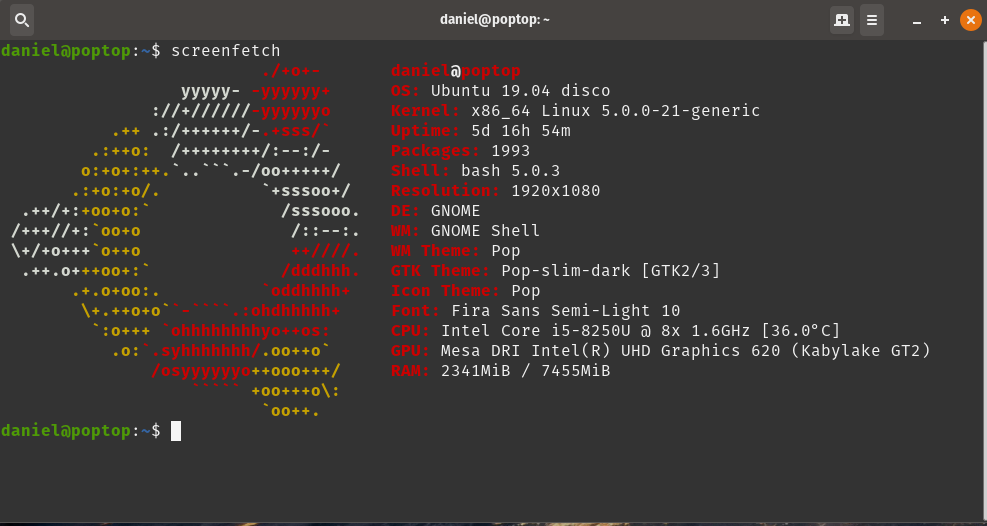 daniel@poptop: ~
daniel@poptop:~$ screenfetch
./+o+-       daniel@poptop
yyyyy- -yyyyyy+      OS: Ubuntu 19.04 disco
://+//////-yyyyyyo      Kernel: x86_64 Linux 5.0.0-21-generic
.++ .:/++++++/-.+sss/`      Uptime: 5d 16h 54m
.:++o:  /++++++++/:--:/-      Packages: 1993
o:+o+:++.`..```.-/oo+++++/     Shell: bash 5.0.3
.:+o:+o/.          `+sssoo+/    Resolution: 1920x1080
.++/+:+oo+o:`             /sssooo.   DE: GNOME
/+++//+:`oo+o               /::--:.   WM: GNOME Shell
\+/+o+++`o++o               ++////.   WM Theme: Pop
.++.o+++oo+:`             /dddhhh.   GTK Theme: Pop-slim-dark [GTK2/3]
.+.o+oo:.          `oddhhhh+    Icon Theme: Pop
\+.++o+o``-````.:ohdhhhhh+     Font: Fira Sans Semi-Light 10
`:o+++ `ohhhhhhhhyo++os:      CPU: Intel Core i5-8250U @ 8x 1.6GHz [36.0°C]
.o:`.syhhhhhhh/.oo++o`      GPU: Mesa DRI Intel(R) UHD Graphics 620 (Kabylake GT2)
/osyyyyyyo++ooo+++/     RAM: 2341MiB / 7455MiB
````` +oo+++o\:
`oo++.
daniel@poptop:~$